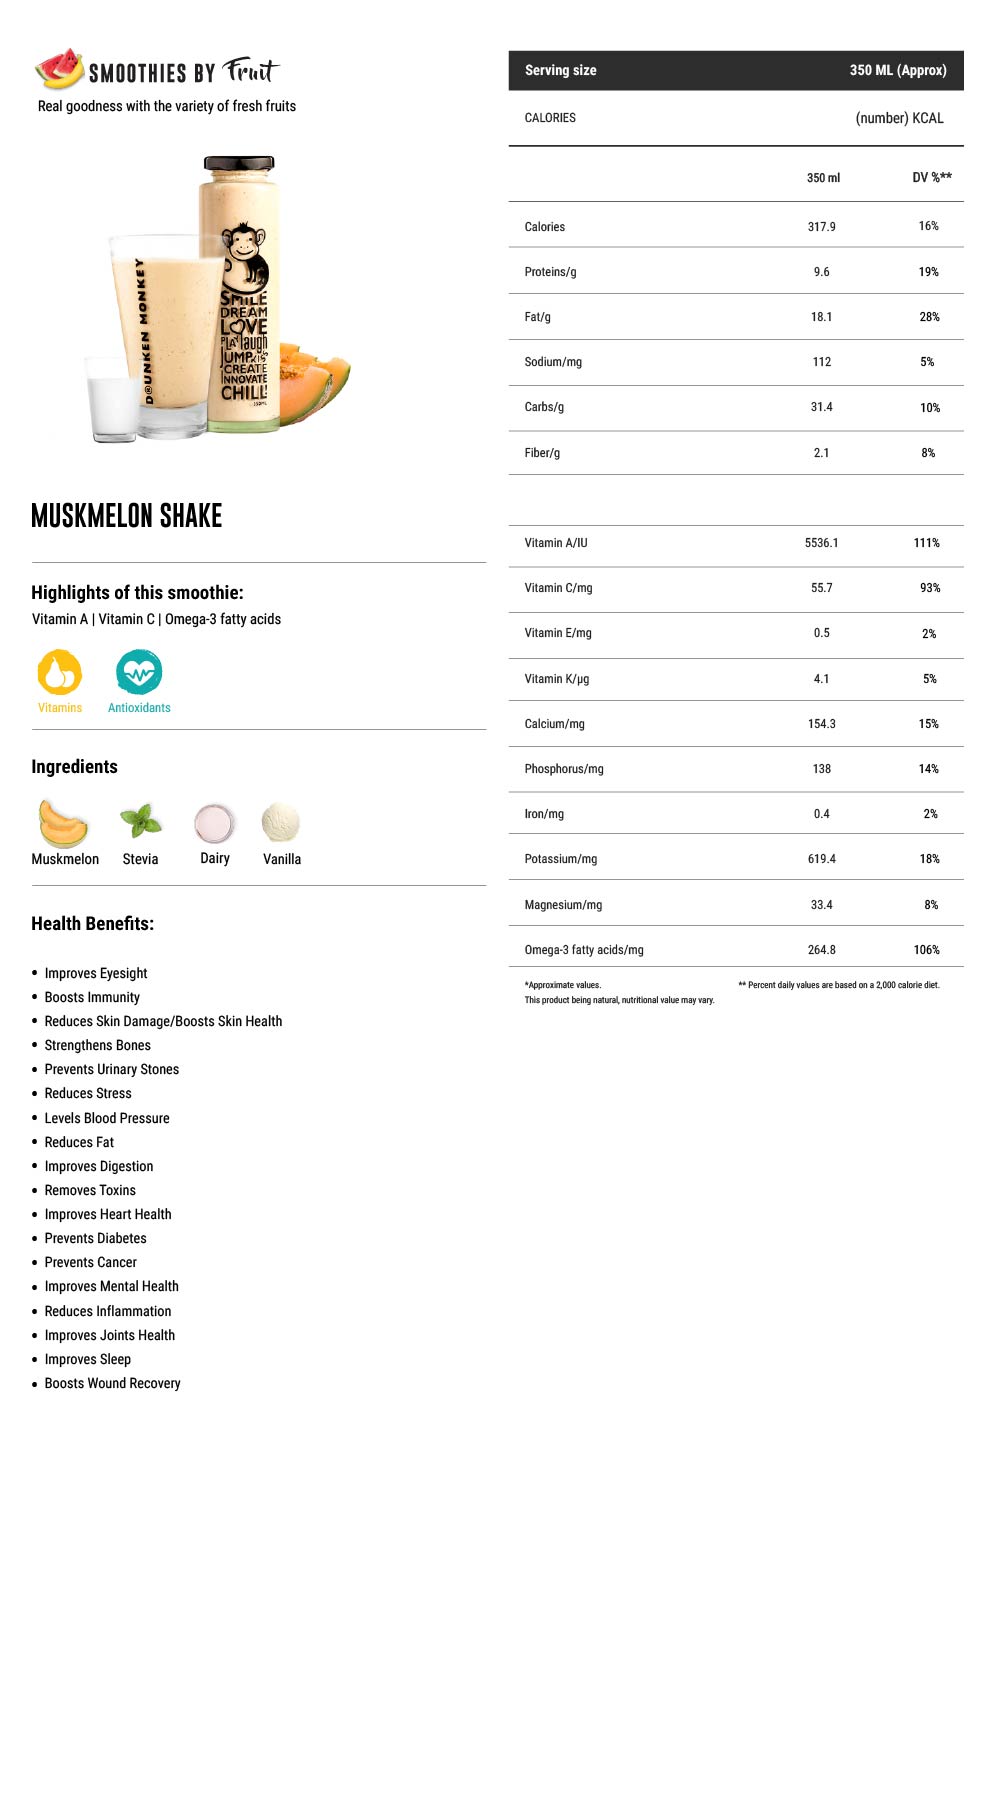 SMOOTHIES BY Fruit
Real goodness with the variety of fresh fruits
DRUNKEN MONKEY
SMILE
DREAM
LOVE
PLAY laugh
JUMP KISS
CREATE
INNOVATE
CHILL!
350ML
MUSKMELON SHAKE
Highlights of this smoothie:
Vitamin A | Vitamin C | Omega-3 fatty acids
Vitamins Antioxidants
Ingredients
Muskmelon Stevia Dairy Vanilla
Health Benefits:
• Improves Eyesight
• Boosts Immunity
• Reduces Skin Damage/Boosts Skin Health
• Strengthens Bones
• Prevents Urinary Stones
• Reduces Stress
• Levels Blood Pressure
• Reduces Fat
• Improves Digestion
• Removes Toxins
• Improves Heart Health
• Prevents Diabetes
• Prevents Cancer
• Improves Mental Health
• Reduces Inflammation
• Improves Joints Health
• Improves Sleep
• Boosts Wound Recovery
Serving size 350 ML (Approx)
CALORIES (number) KCAL
350 ml DV %**
Calories 317.9 16%
Proteins/g 9.6 19%
Fat/g 18.1 28%
Sodium/mg 112 5%
Carbs/g 31.4 10%
Fiber/g 2.1 8%
Vitamin A/IU 5536.1 111%
Vitamin C/mg 55.7 93%
Vitamin E/mg 0.5 2%
Vitamin K/µg 4.1 5%
Calcium/mg 154.3 15%
Phosphorus/mg 138 14%
Iron/mg 0.4 2%
Potassium/mg 619.4 18%
Magnesium/mg 33.4 8%
Omega-3 fatty acids/mg 264.8 106%
*Approximate values. ** Percent daily values are based on a 2,000 calorie diet.
This product being natural, nutritional value may vary.